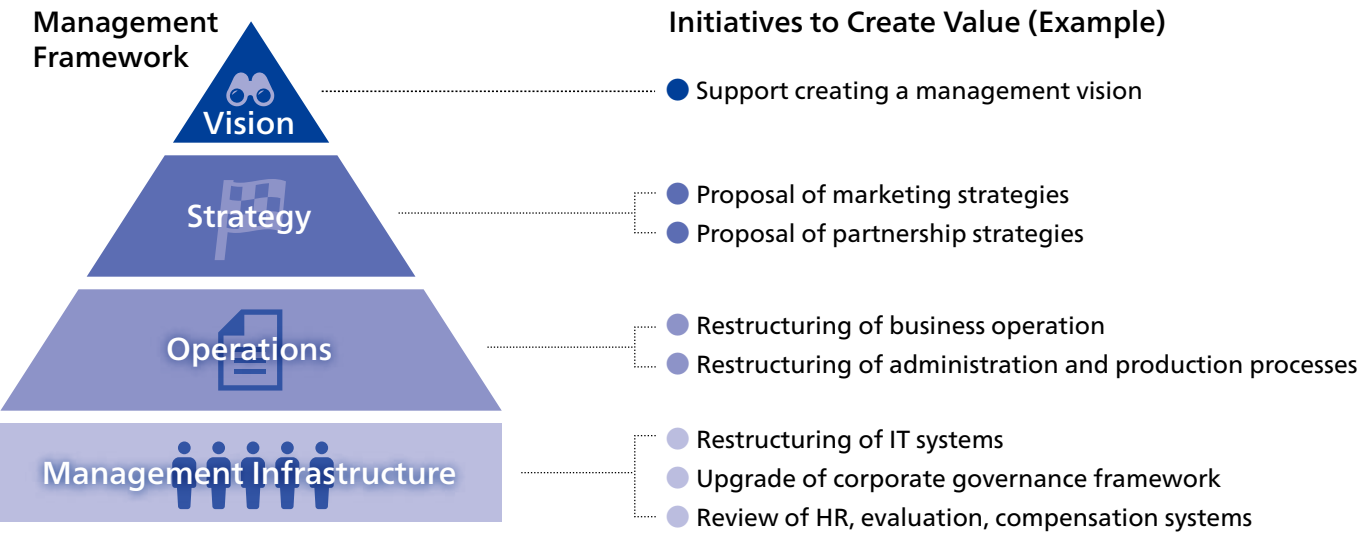 Management
Framework
Initiatives to Create Value (Example)
Vision
Support creating a management vision
Strategy
Proposal of marketing strategies
Proposal of partnership strategies
Operations
Restructuring of business operation
Restructuring of administration and production processes
Management Infrastructure
Restructuring of IT systems
Upgrade of corporate governance framework
Review of HR, evaluation, compensation systems